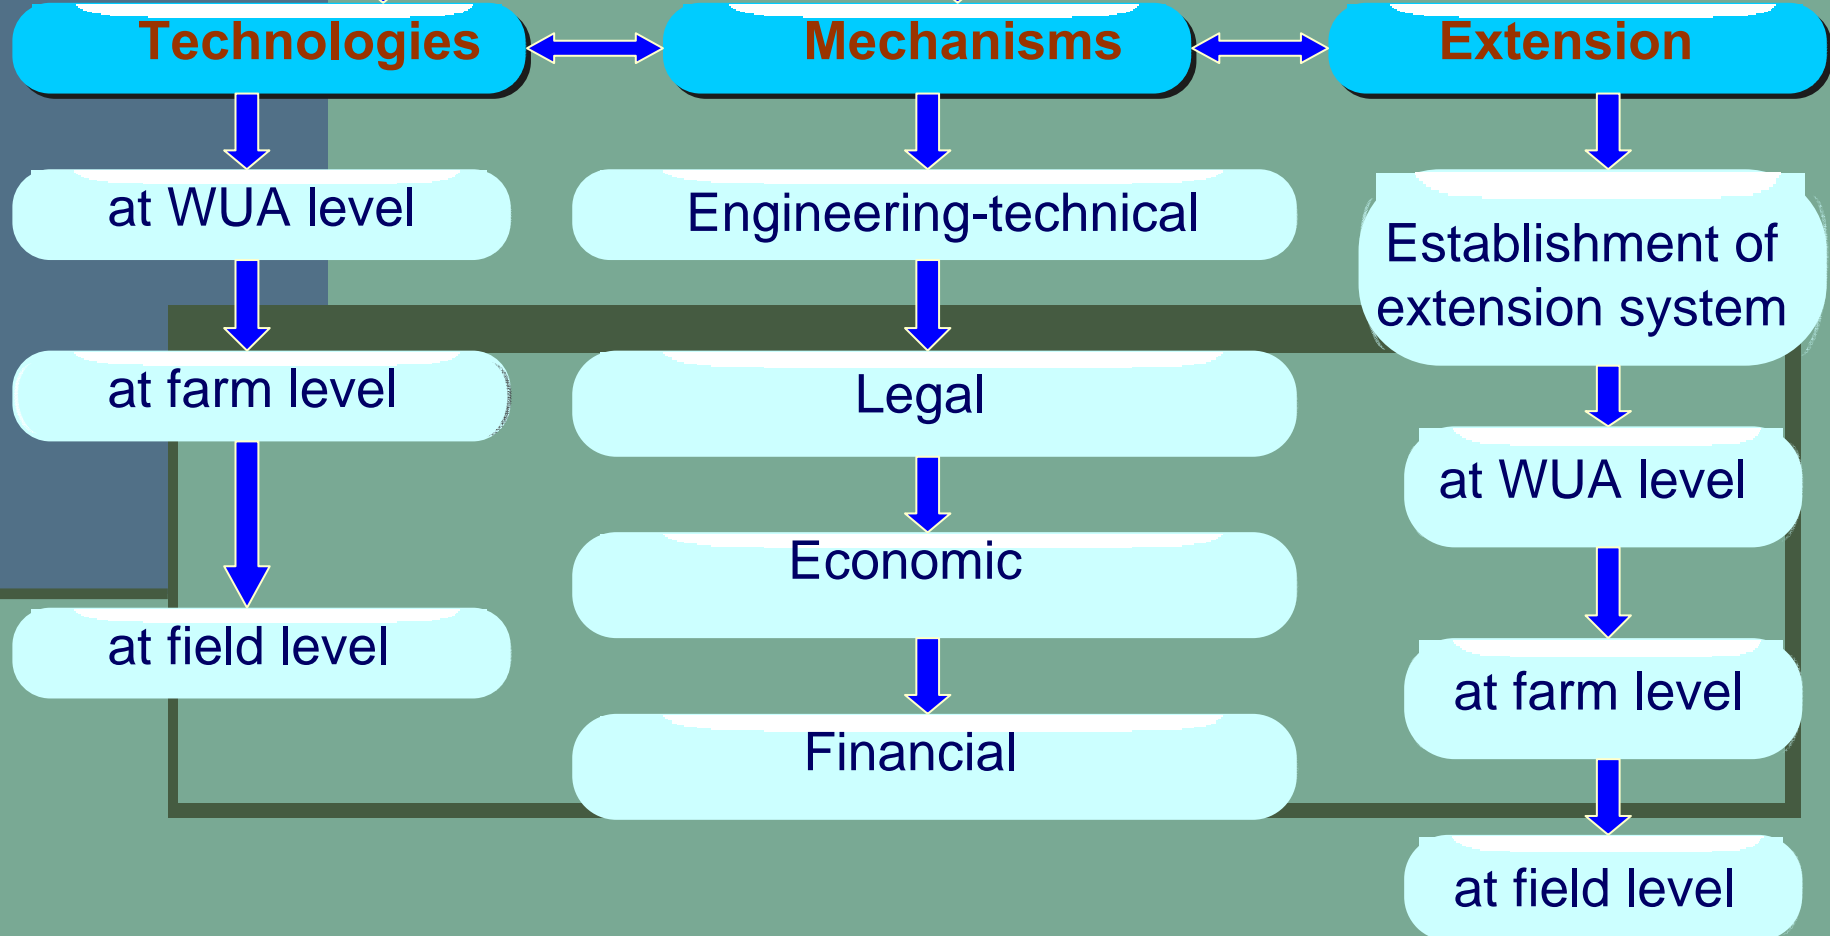 Technologies
Mechanisms
Extension
at WUA level
at farm level
at field level
Engineering-technical
Legal
Economic
Financial
Establishment of
extension system
at WUA level
at farm level
at field level